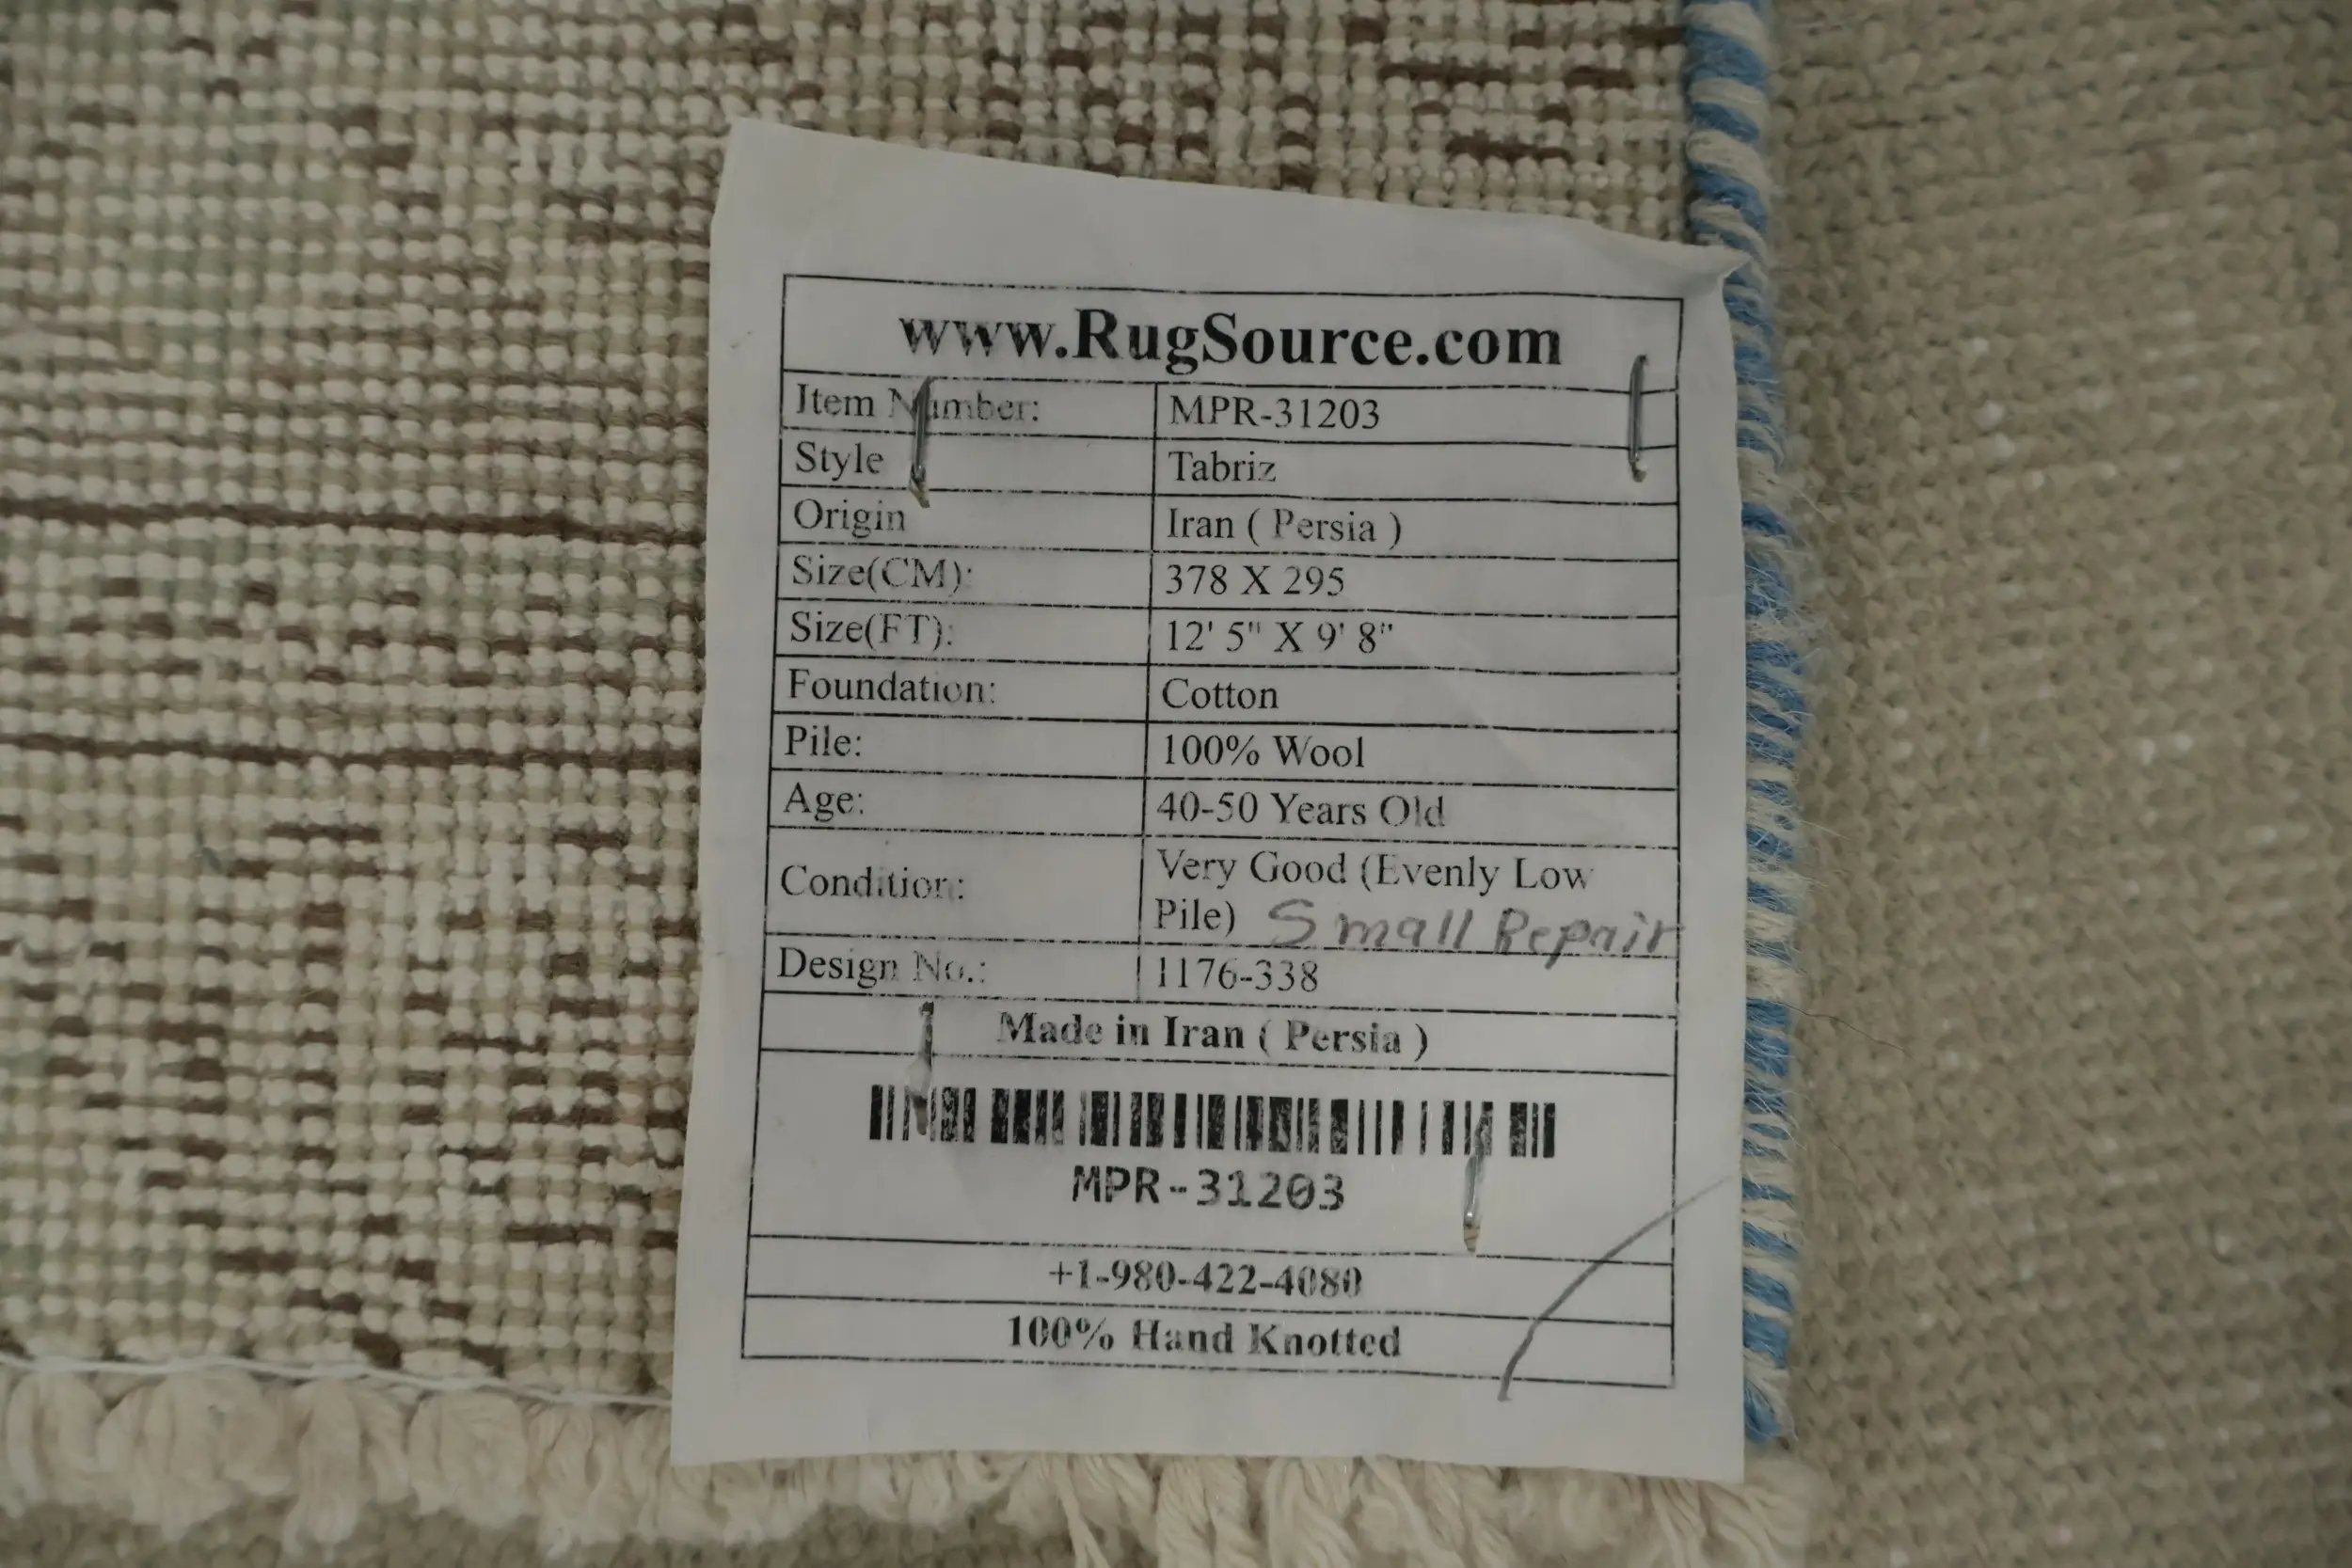 www.RugSource.com
Item Number: MPR-31203
Style Tabriz
Origin Iran ( Persia )
Size(CM): 378 X 295
Size(FT): 12' 5" X 9' 8"
Foundation: Cotton
Pile: 100% Wool
Age: 40-50 Years Old
Condition: Very Good (Evenly Low
Pile) Small Repair
Design No.: 1176-338
Made in Iran ( Persia )
MPR-31203
+1-980-422-4080
100% Hand Knotted